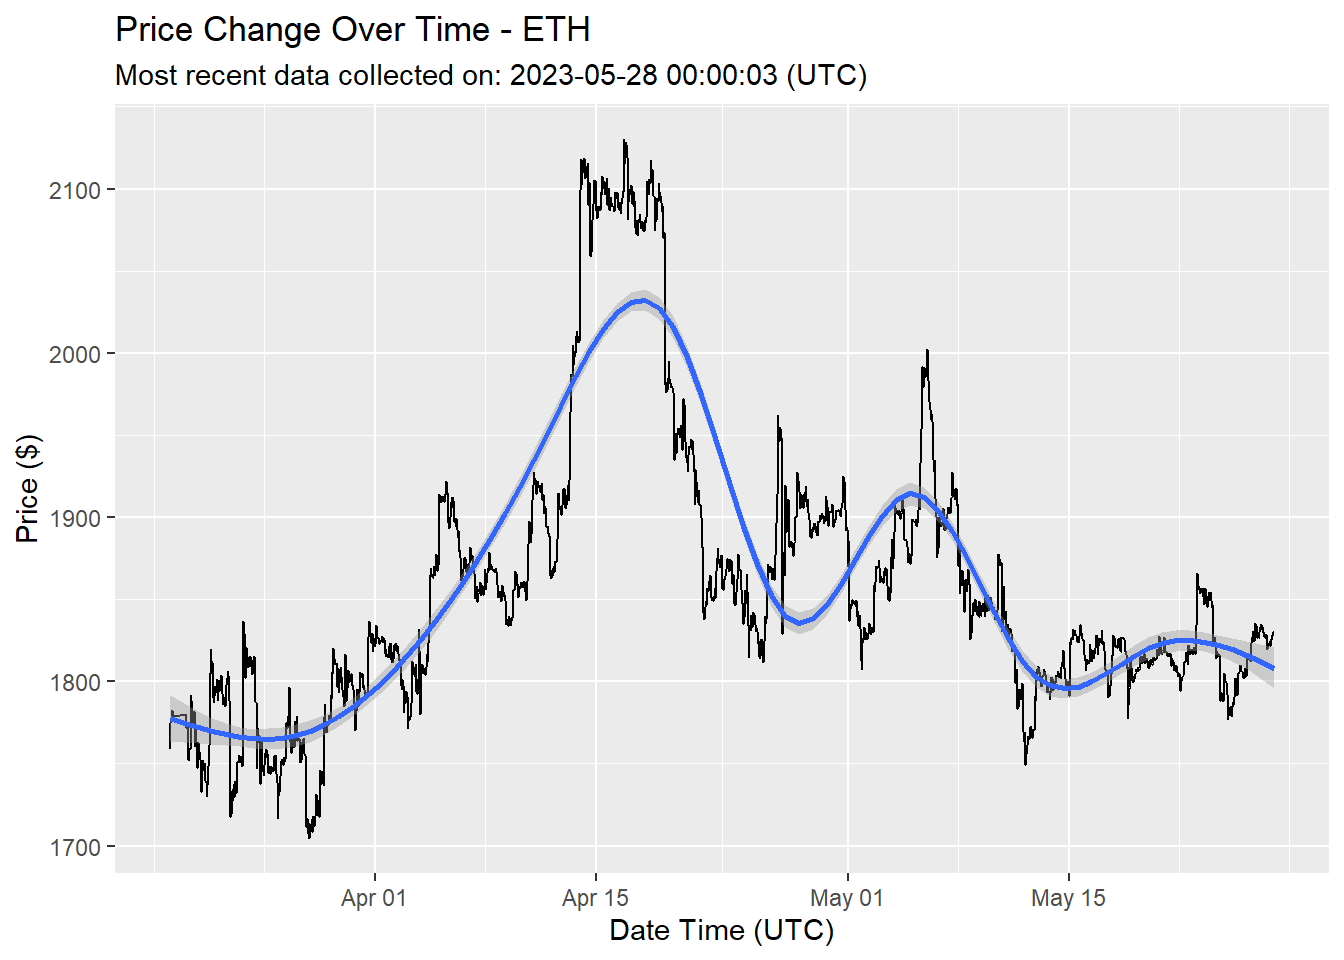 Price Change Over Time - ETH
Most recent data collected on: 2023-05-28 00:00:03 (UTC)
2100
2000
1900
1800
1700
Price ($)
Apr 01
Apr 15
May 01
May 15
Date Time (UTC)